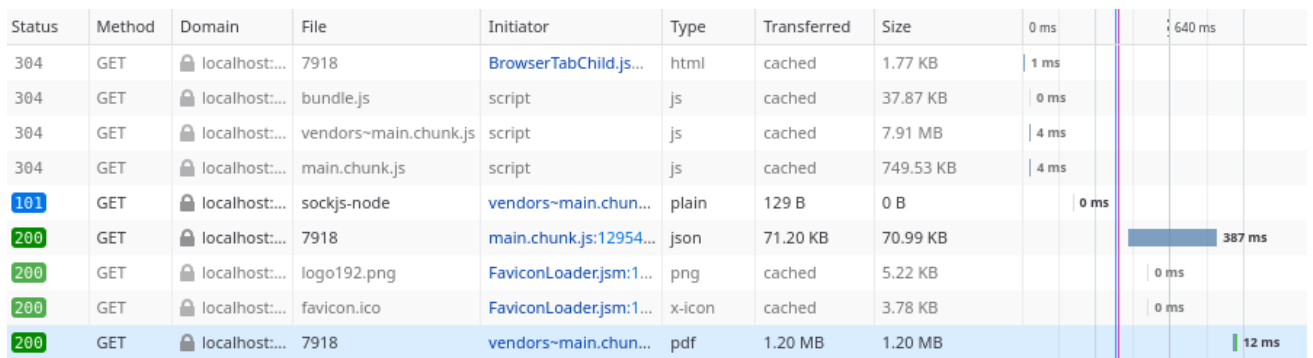 Status Method Domain File Initiator Type Transferred Size 0 ms 640 ms
304 GET localhost:... 7918 BrowserTabChild.js... html cached 1.77 KB 1 ms
304 GET localhost:... bundle.js script js cached 37.87 KB 0 ms
304 GET localhost:... vendors~main.chunk.js script js cached 7.91 MB 4 ms
304 GET localhost:... main.chunk.js script js cached 749.53 KB 4 ms
101 GET localhost:... sockjs-node vendors~main.chun... plain 129 B 0 B 0 ms
200 GET localhost:... 7918 main.chunk.js:12954... json 71.20 KB 70.99 KB 387 ms
200 GET localhost:... logo192.png FaviconLoader.jsm:1... png cached 5.22 KB 0 ms
200 GET localhost:... favicon.ico FaviconLoader.jsm:1... x-icon cached 3.78 KB 0 ms
200 GET localhost:... 7918 vendors~main.chun... pdf 1.20 MB 1.20 MB 12 ms